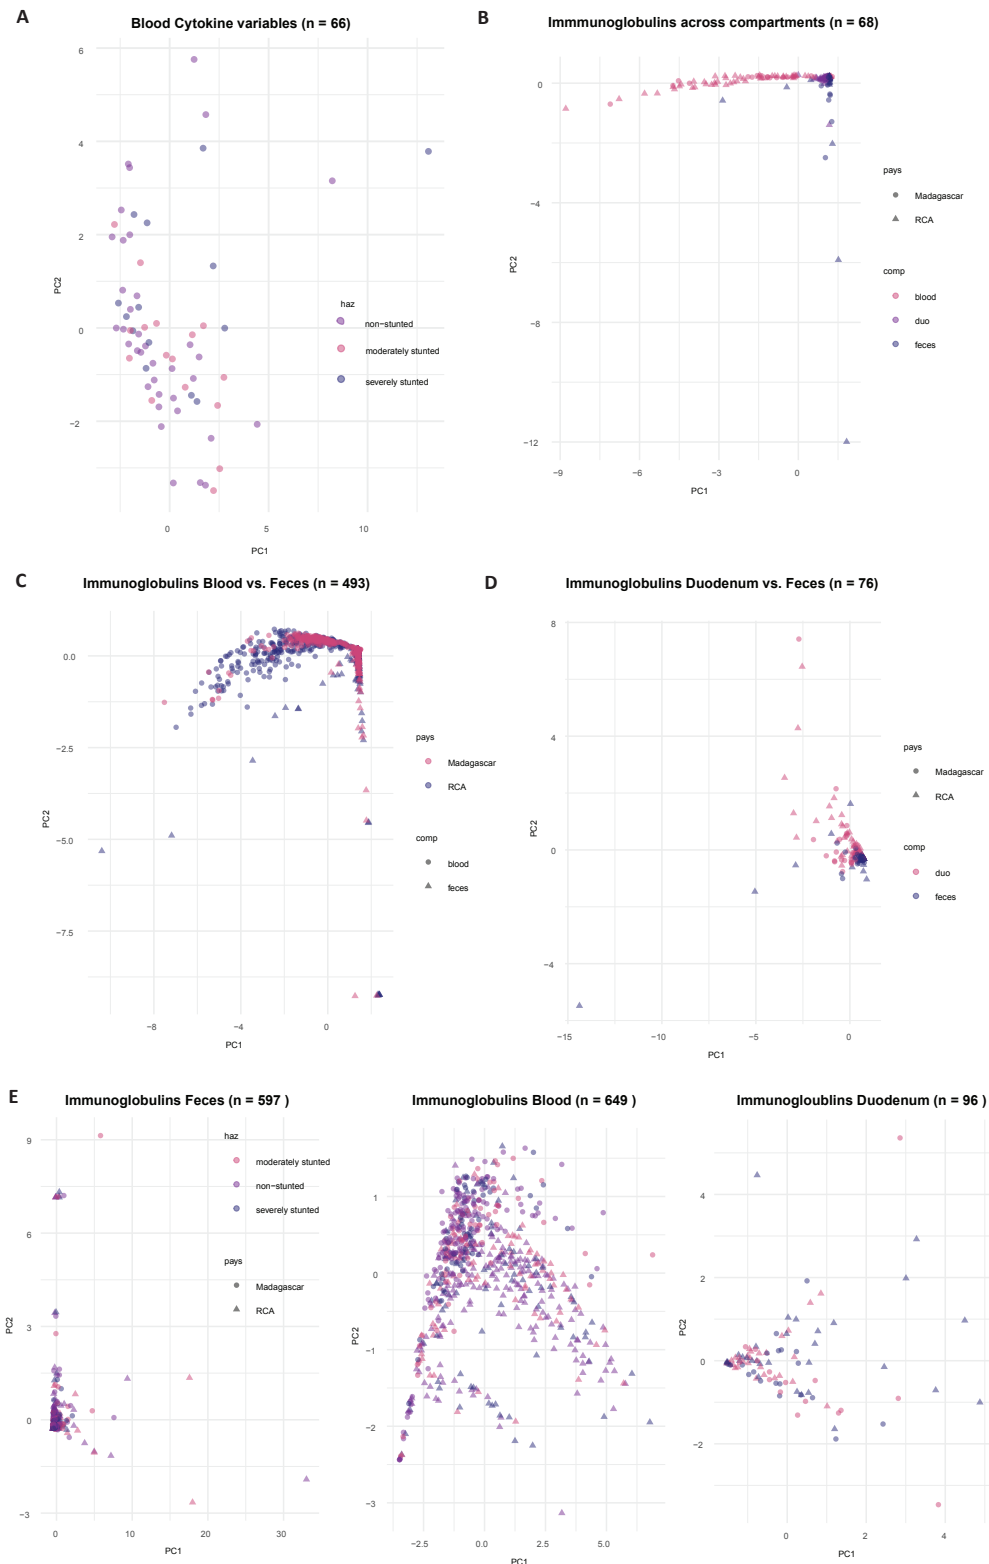 A
Blood Cytokine variables (n = 66)
6
4
2
0
−2
PC2
0
5
10
PC1
haz
non-stunted
moderately stunted
severely stunted
B
Immmunoglobulins across compartments (n = 68)
0
−4
−8
−12
PC2
−9
−6
−3
0
PC1
pays
Madagascar
RCA
comp
blood
duo
feces
C
Immunoglobulins Blood vs. Feces (n = 493)
0.0
−2.5
−5.0
−7.5
PC2
−8
−4
0
PC1
pays
Madagascar
RCA
comp
blood
feces
D
Immunoglobulins Duodenum vs. Feces (n = 76)
8
4
0
−4
PC2
−15
−10
−5
0
PC1
pays
Madagascar
RCA
comp
duo
feces
E
Immunoglobulins Feces (n = 597 )
9
6
3
0
−3
PC2
0
10
20
30
PC1
haz
moderately stunted
non−stunted
severely stunted
pays
Madagascar
RCA
Immunoglobulins Blood (n = 649 )
1
0
−1
−2
−3
PC2
−2.5
0.0
2.5
5.0
PC1
Immunogloublins Duodenum (n = 96 )
4
2
0
−2
PC2
0
2
4
PC1